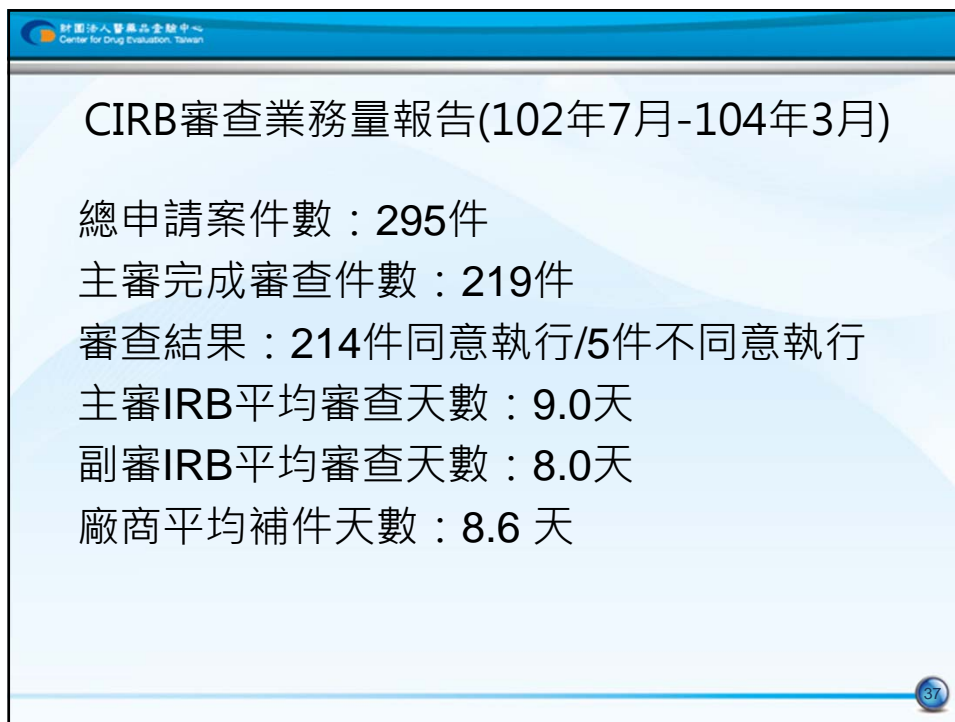 財團法人醫藥品查驗中心
Center for Drug Evaluation, Taiwan
CIRB審查業務量報告(102年7月-104年3月)
總申請案件數：295件
主審完成審查件數：219件
審查結果：214件同意執行/5件不同意執行
主審IRB平均審查天數：9.0天
副審IRB平均審查天數：8.0天
廠商平均補件天數：8.6 天
37